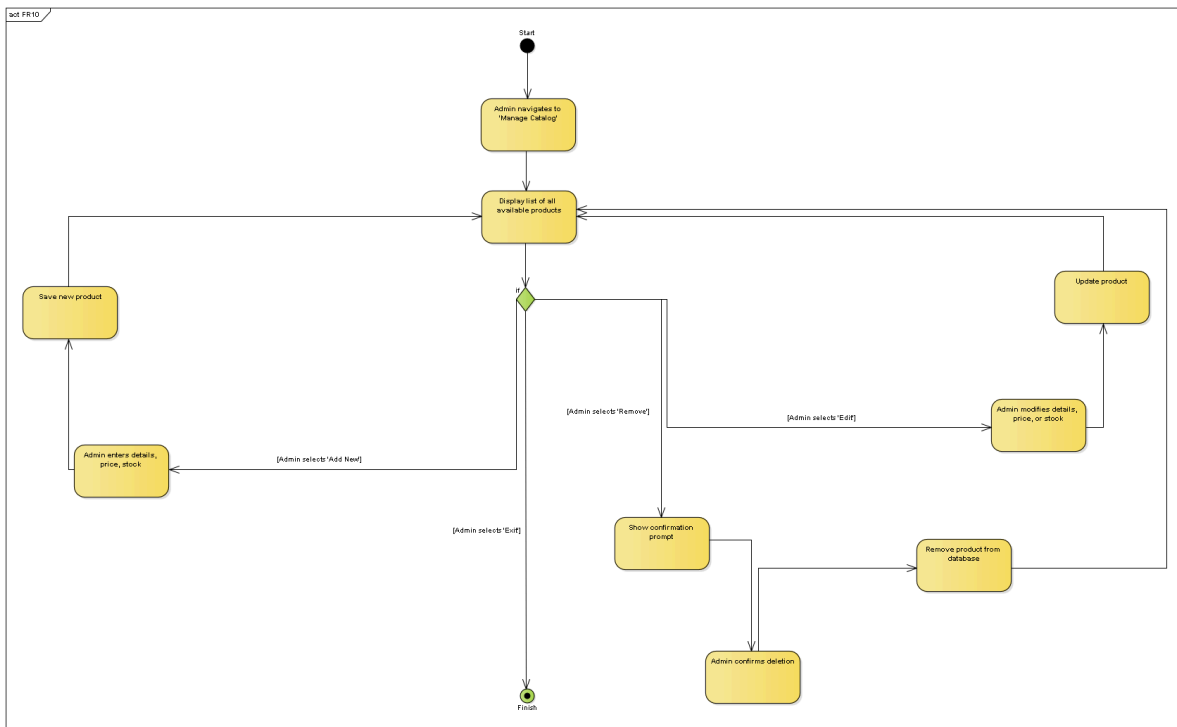 act FR10
Start
Admin navigates to
'Manage Catalog'
Display list of all
available products
Save new product
if
Update product
[Admin selects 'Remove']
[Admin selects 'Edit']
Admin modifies details,
price, or stock
Admin enters details,
price, stock
[Admin selects 'Add New']
[Admin selects 'Exit']
Show confirmation
prompt
Remove product from
database
Admin confirms deletion
Finish